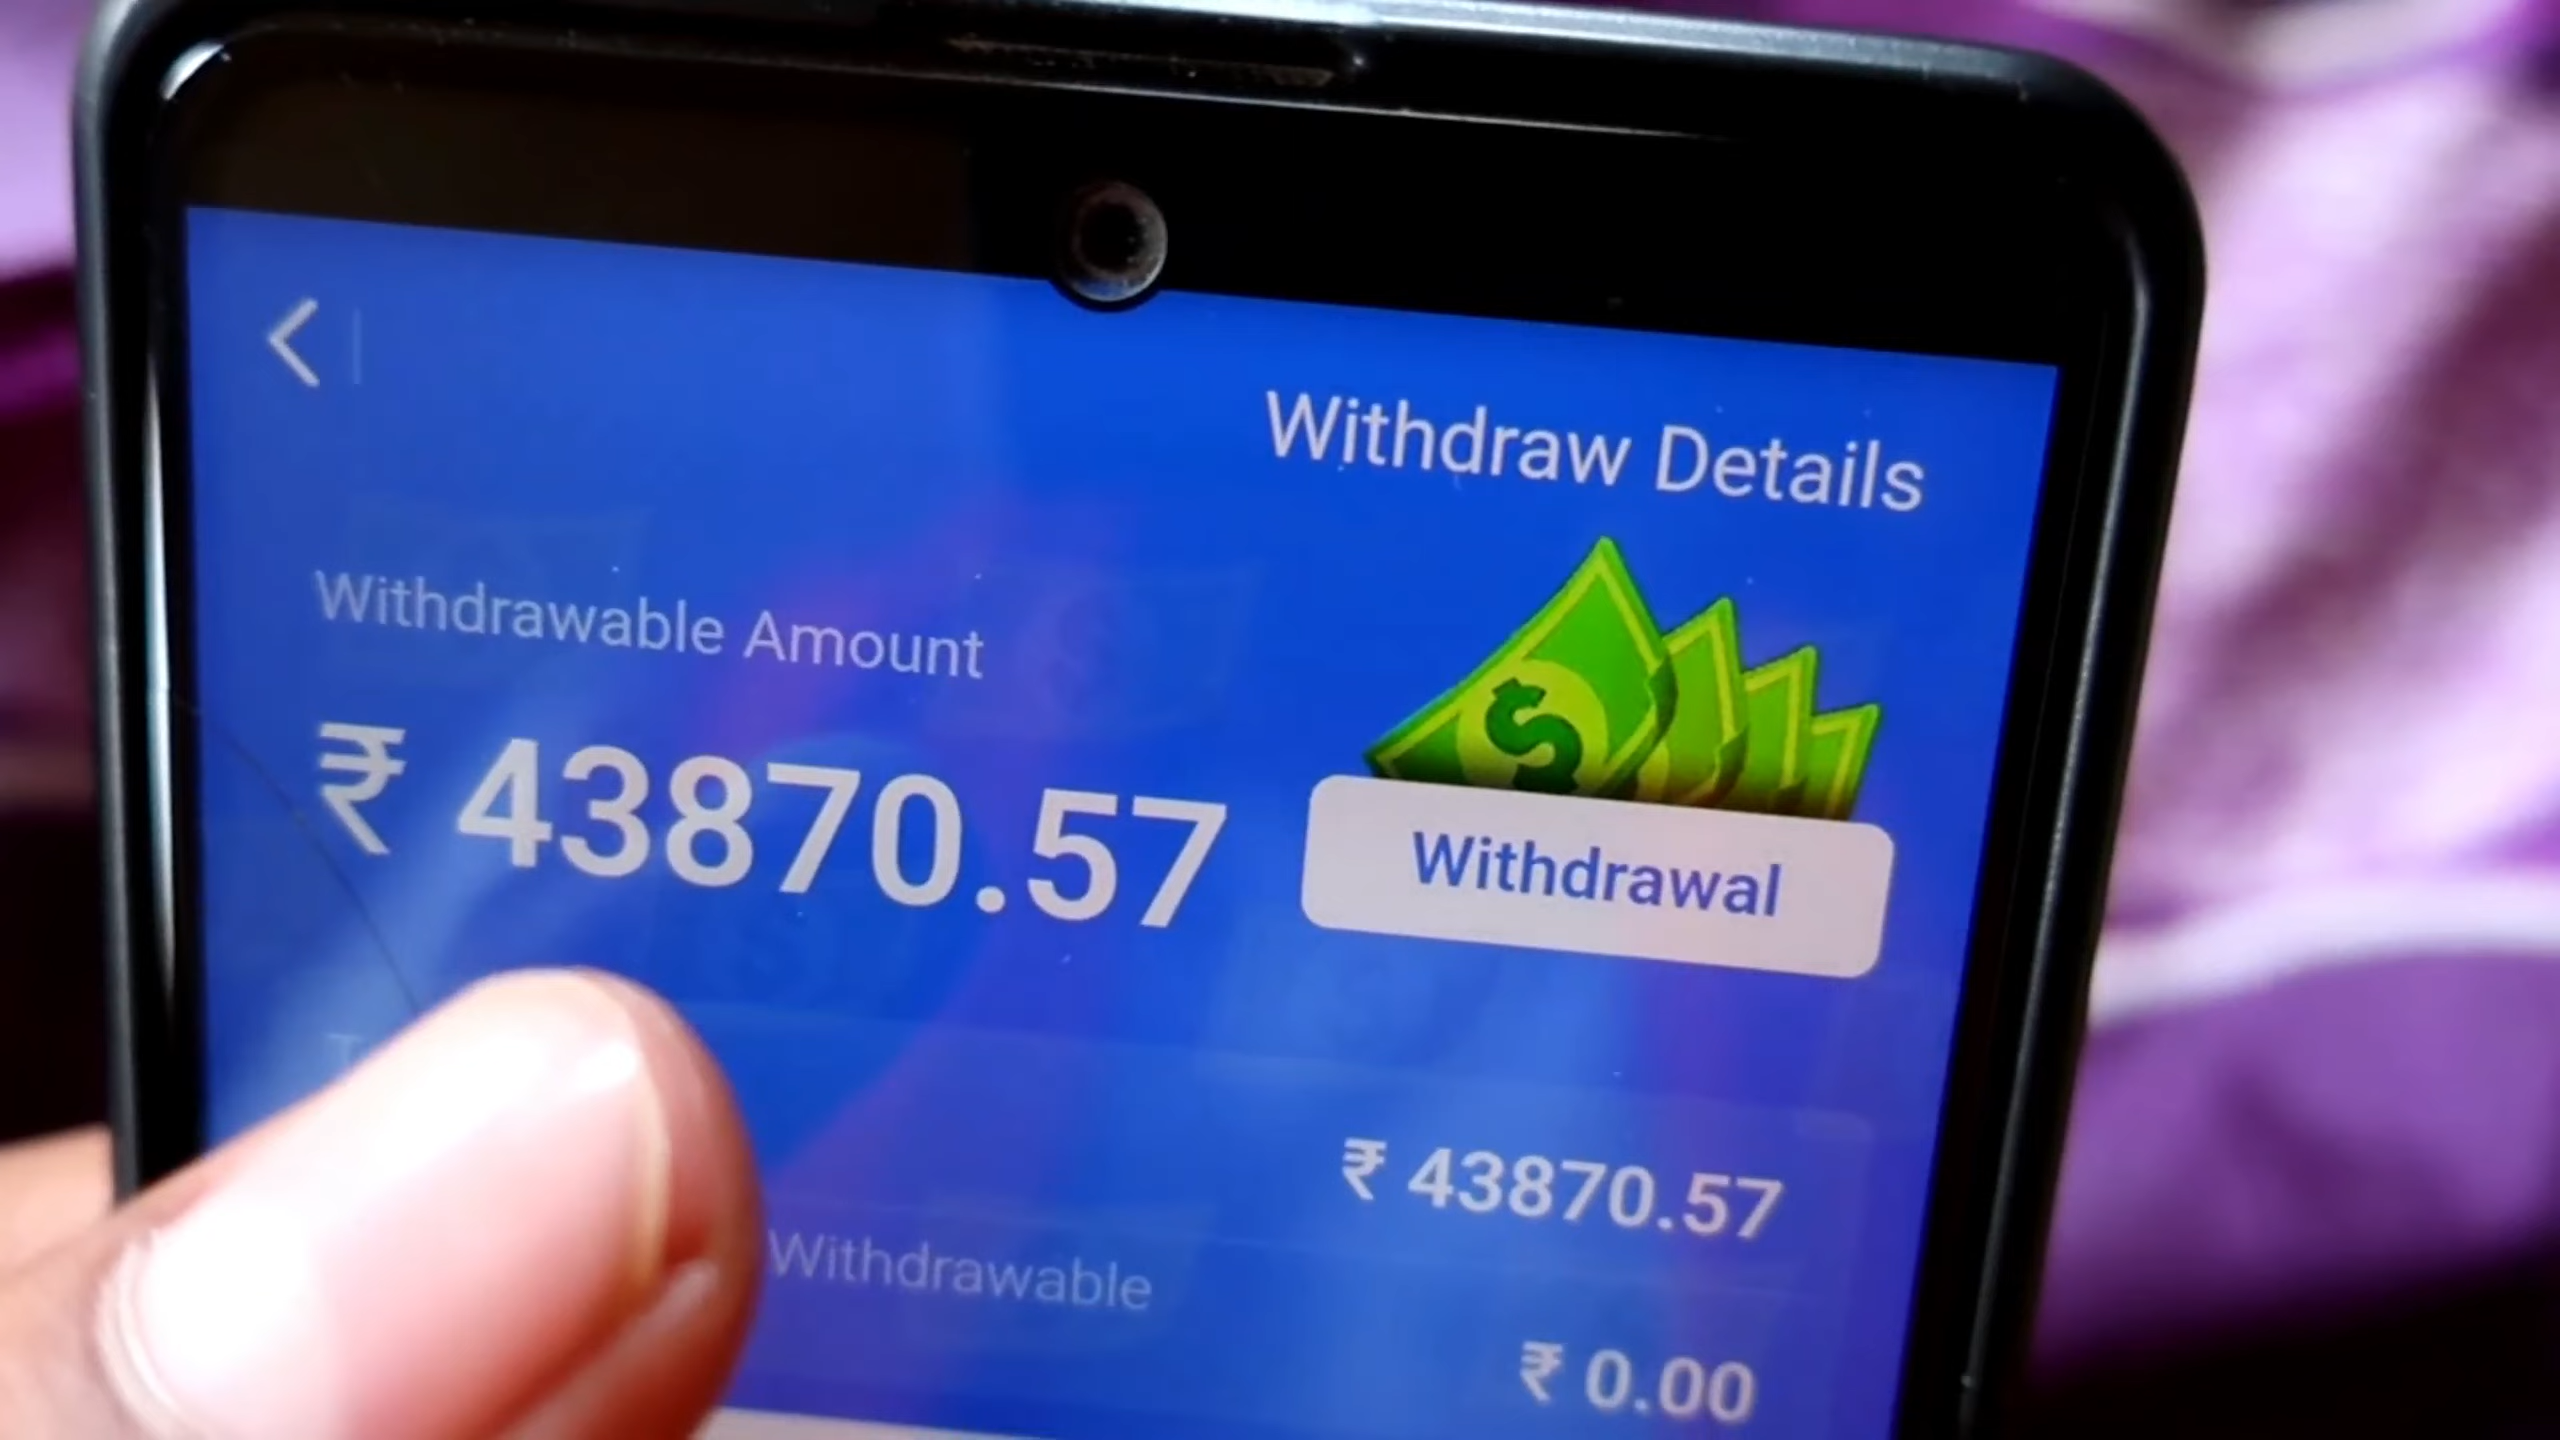 Withdraw Details
Withdrawable Amount
₹ 43870.57
Withdrawal
₹ 43870.57
Withdrawable
₹ 0.00